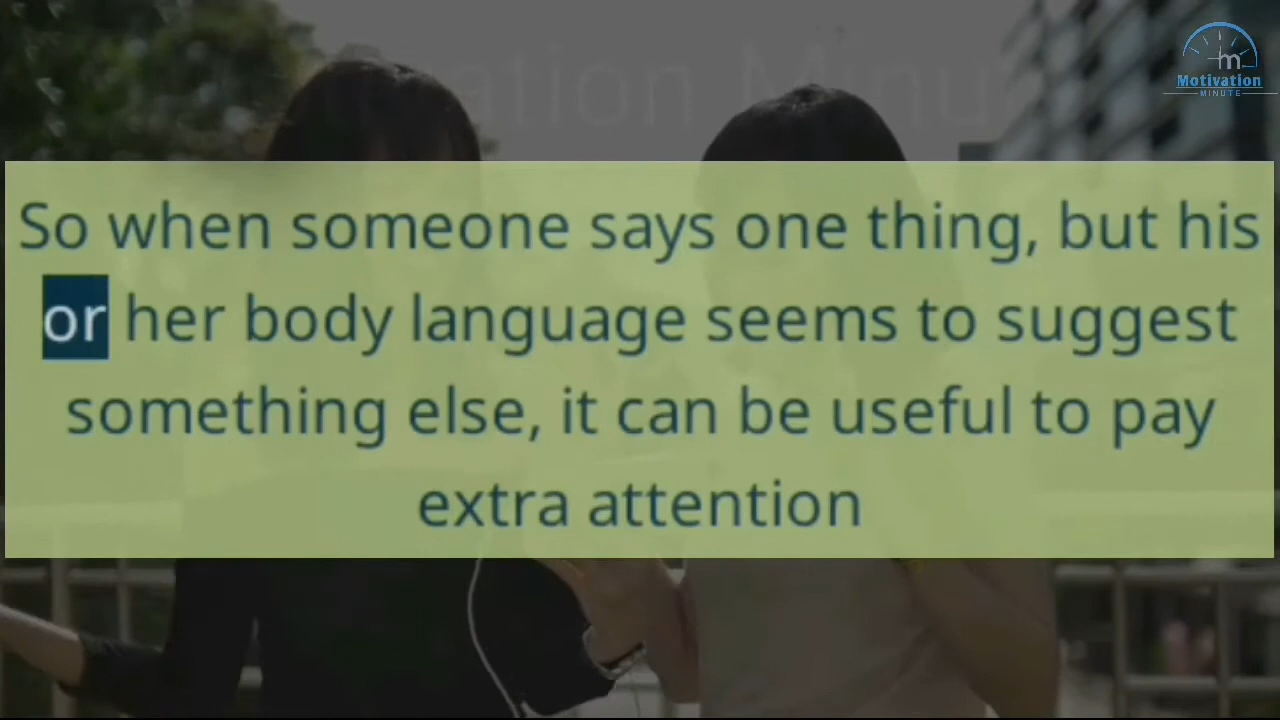 m
Motivation
MINUTE
So when someone says one thing, but his
or her body language seems to suggest
something else, it can be useful to pay
extra attention